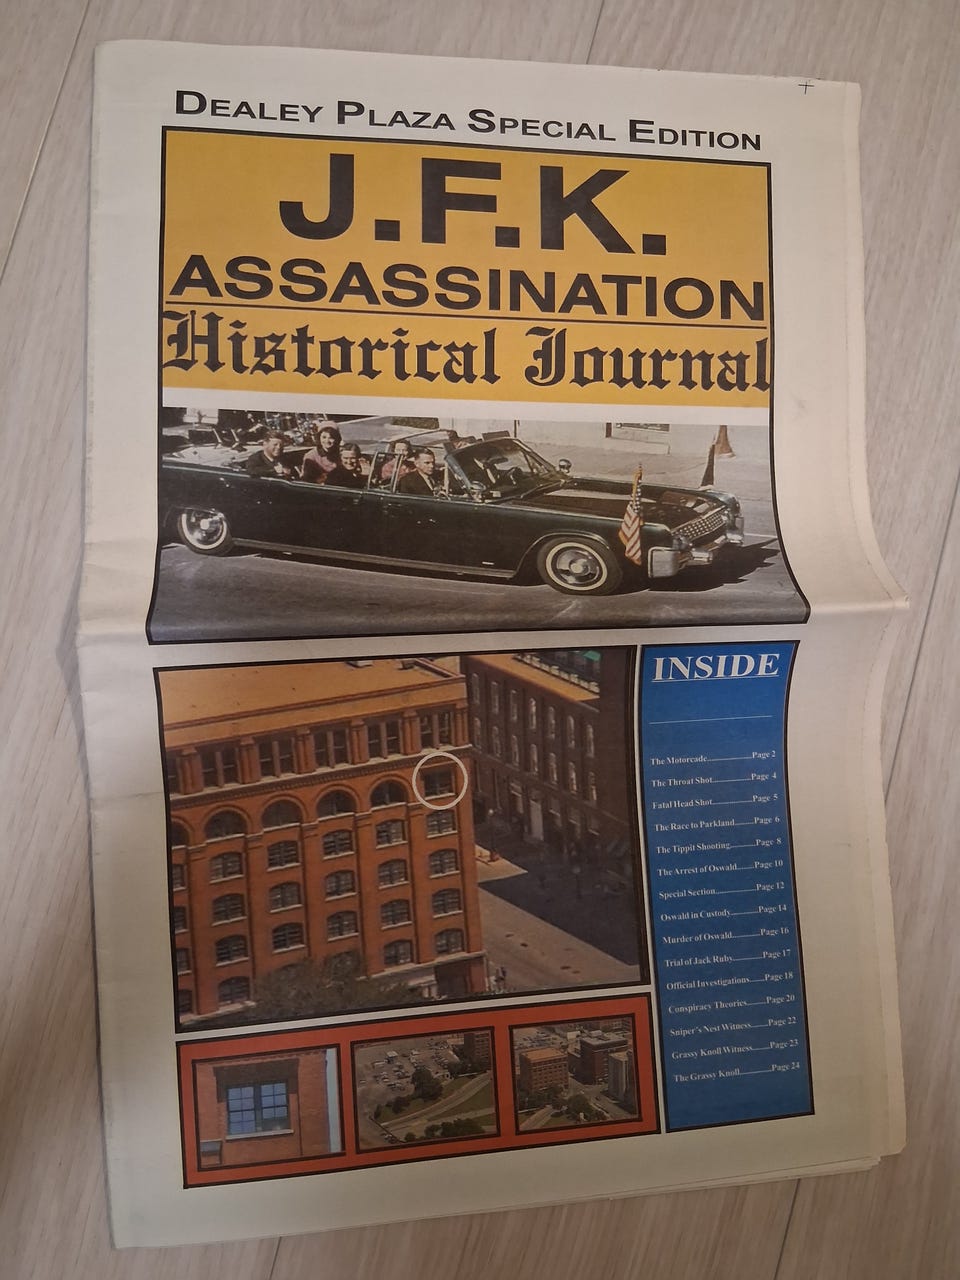 DEALEY PLAZA SPECIAL EDITION
J.F.K.
ASSASSINATION
Historical Journal
INSIDE
The Motorcade..................Page 2
The Throat Shot.............Page 4
Fatal Head Shot..............Page 5
The Race to Parkland.......Page 6
The Tippit Shooting.........Page 8
The Arrest of Oswald......Page 10
Special Section...............Page 12
Oswald in Custody..........Page 14
Murder of Oswald..........Page 16
Trial of Jack Ruby..........Page 17
Official Investigations.....Page 18
Conspiracy Theories.......Page 20
Sniper's Nest Witness......Page 22
Grassy Knoll Witness......Page 23
The Grassy Knoll............Page 24